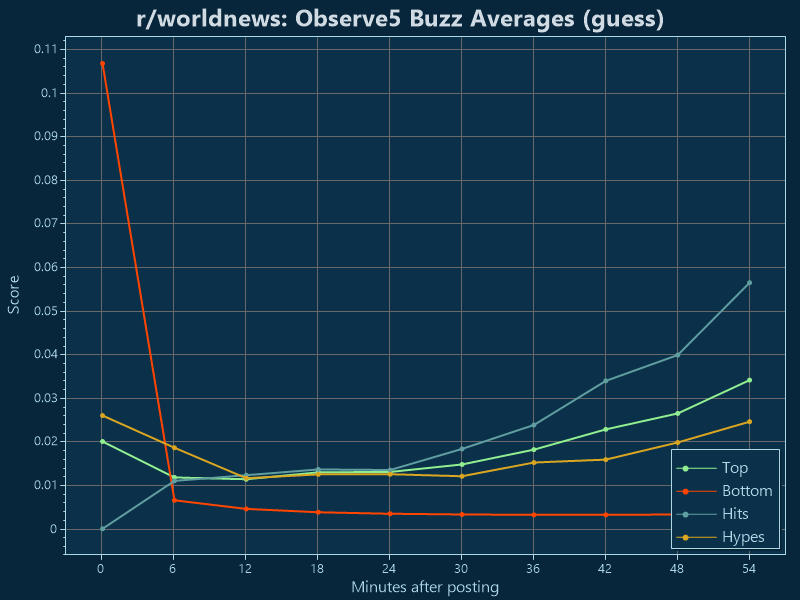 r/worldnews: Observe5 Buzz Averages (guess)
0.11
0.1
0.09
0.08
0.07
0.06
0.05
0.04
0.03
0.02
0.01
0
Score
0 6 12 18 24 30 36 42 48 54
Minutes after posting
Top
Bottom
Hits
Hypes